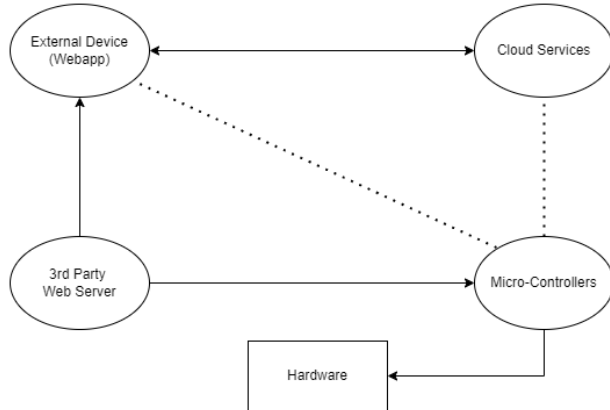 External Device
(Webapp)
Cloud Services
3rd Party
Web Server
Micro-Controllers
Hardware